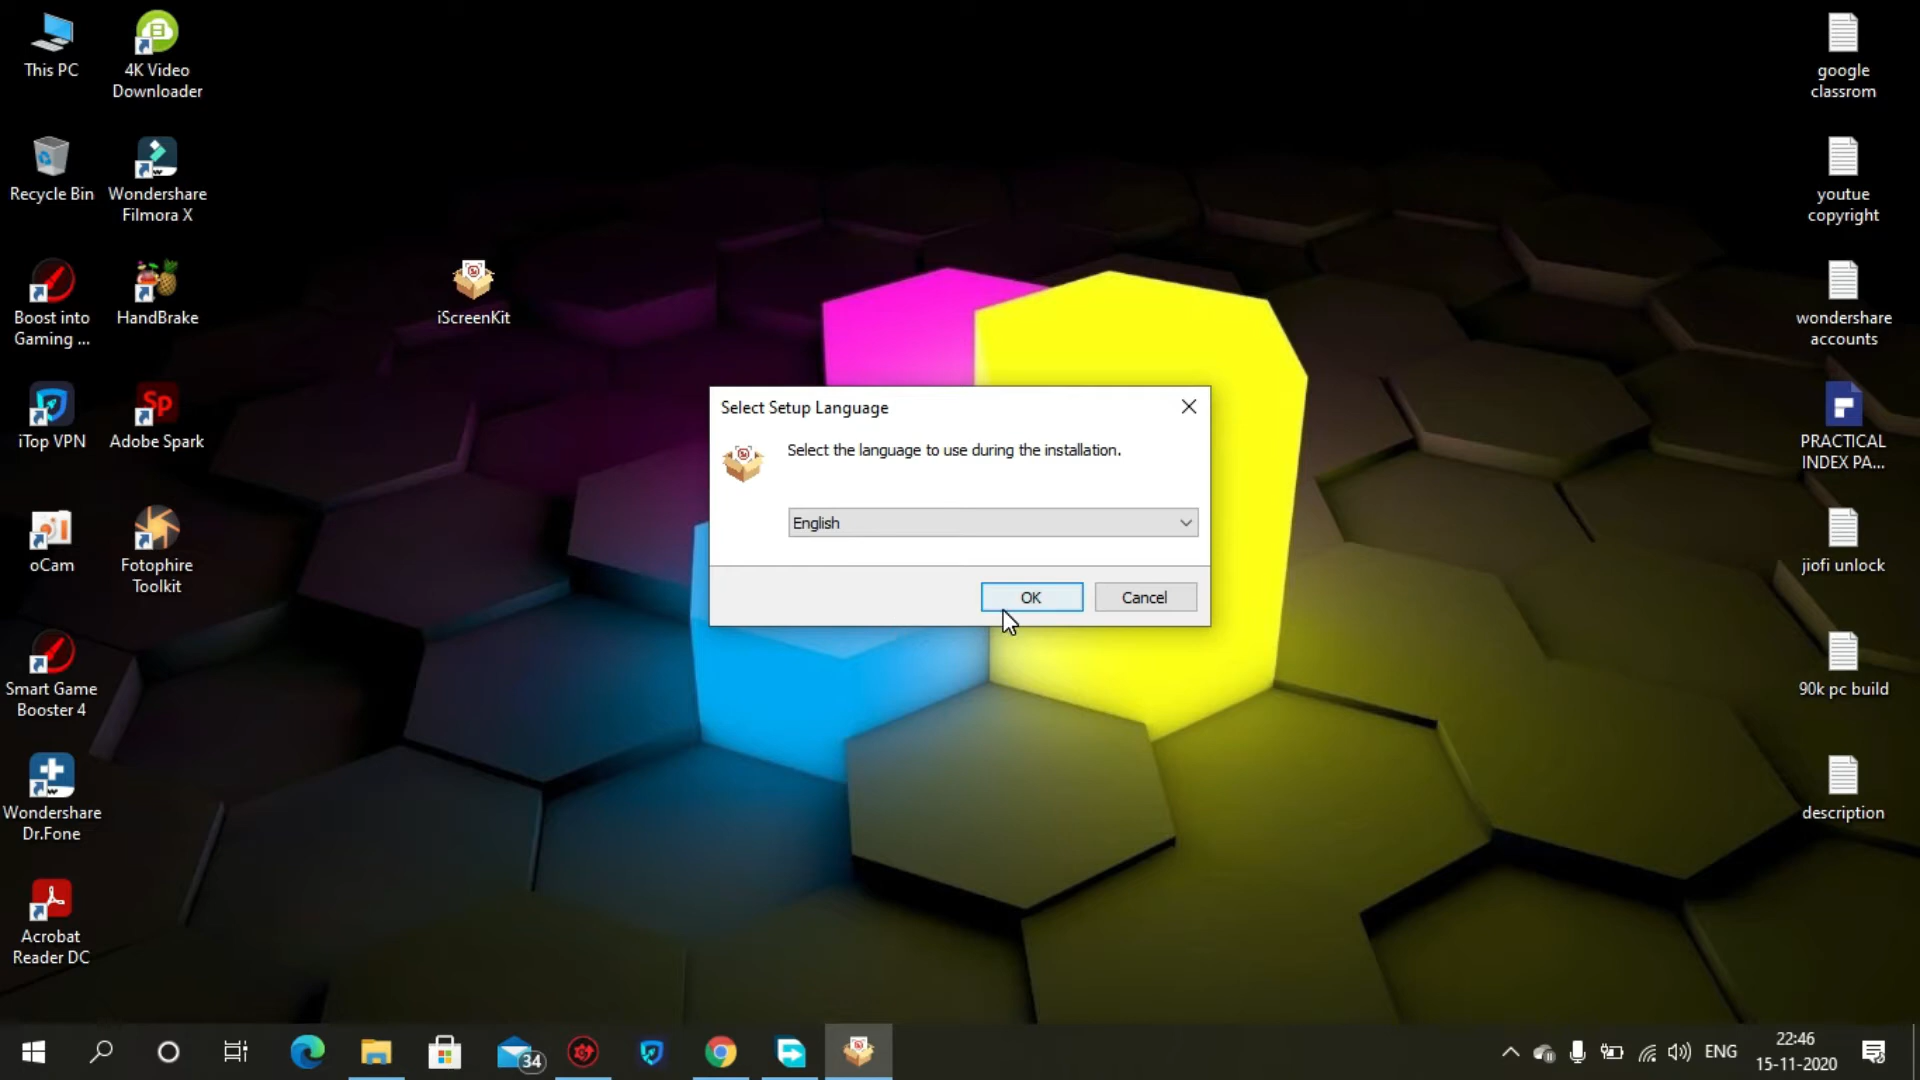 This PC
4K Video
Downloader
Recycle Bin
Wondershare
Filmora X
Boost into
Gaming ...
HandBrake
iScreenKit
iTop VPN
Sp
Adobe Spark
oCam
Fotophire
Toolkit
Smart Game
Booster 4
Wondershare
Dr.Fone
Acrobat
Reader DC
Select Setup Language
Select the language to use during the installation.
English
OK
Cancel
google
classrom
youtue
copyright
wondershare
accounts
PRACTICAL
INDEX PA...
jiofi unlock
90k pc build
description
34
ENG
22:46
15-11-2020